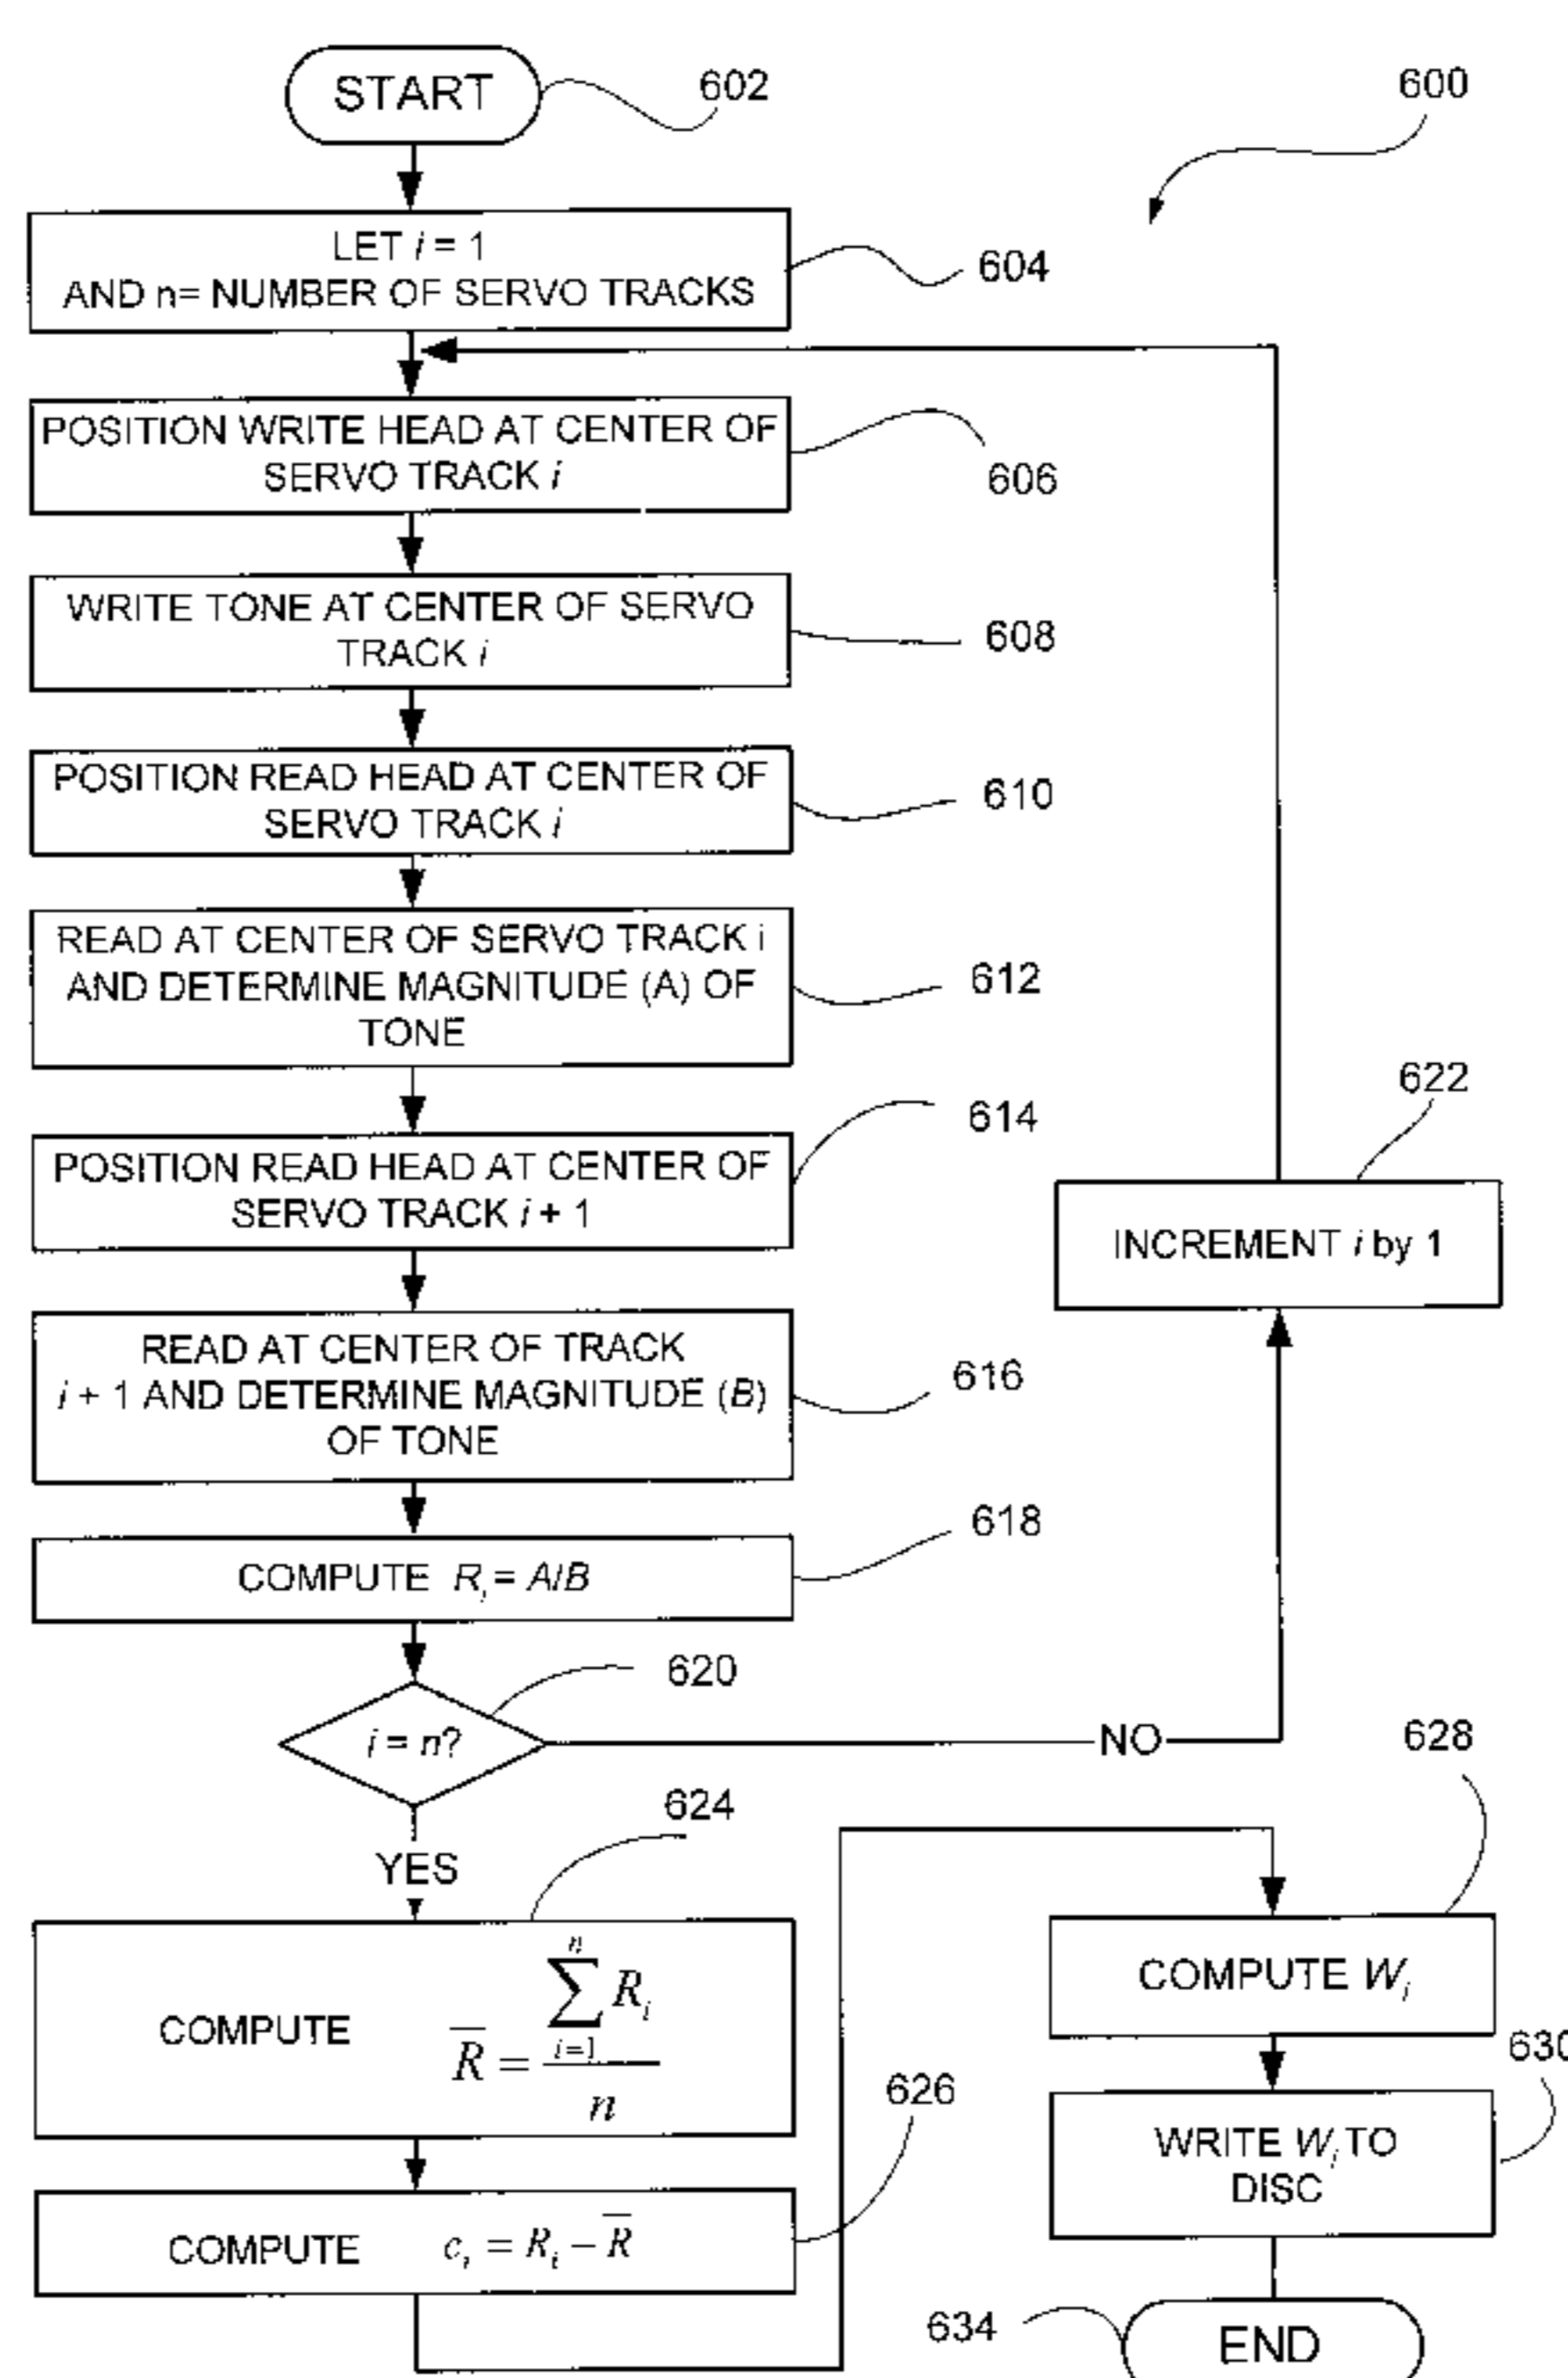 START
602
600
LET i = 1
AND n= NUMBER OF SERVO TRACKS
604
POSITION WRITE HEAD AT CENTER OF
SERVO TRACK i
606
WRITE TONE AT CENTER OF SERVO
TRACK i
608
POSITION READ HEAD AT CENTER OF
SERVO TRACK i
610
READ AT CENTER OF SERVO TRACK i
AND DETERMINE MAGNITUDE (A) OF
TONE
612
POSITION READ HEAD AT CENTER OF
SERVO TRACK i + 1
614
622
INCREMENT i by 1
READ AT CENTER OF TRACK
i + 1 AND DETERMINE MAGNITUDE (B)
OF TONE
616
COMPUTE R_i = A/B
618
i = n?
620
NO
YES
624
COMPUTE \overline{R} = \frac{\sum_{i=1}^{n} R_i}{n}
COMPUTE c_i = R_i - \overline{R}
626
628
COMPUTE W_i
630
WRITE W_i TO
DISC
634
END